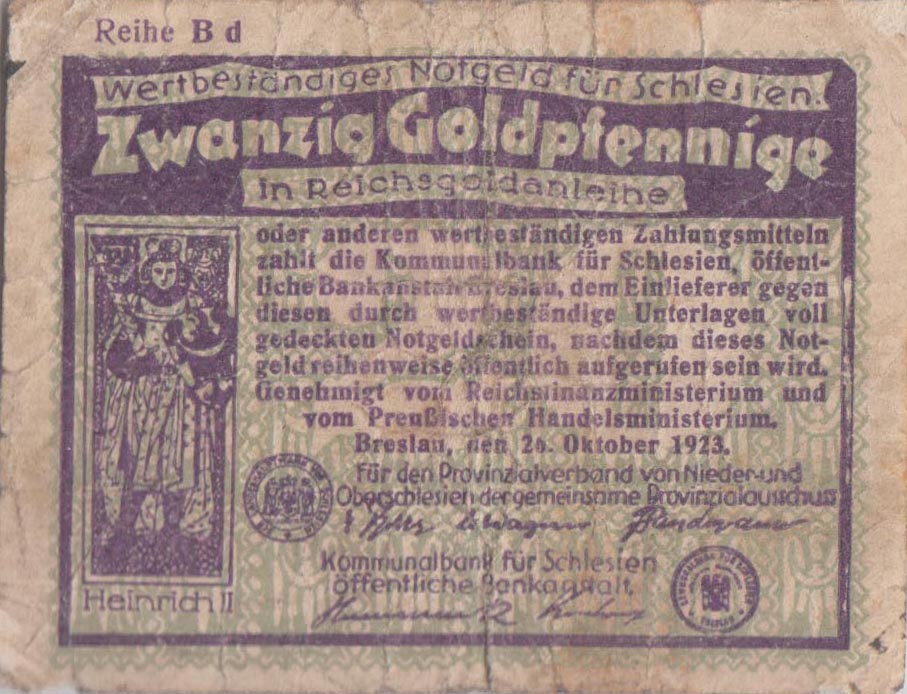 Reihe B d
Wertbeständiges Notgeld für Schlesien.
Zwanzig Goldpfennige
in Reichsgoldanleihe
oder anderen wertbeständigen Zahlungsmitteln
zahlt die Kommunalbank für Schlesien, öffent-
liche Bankanstalt Breslau, dem Einlieferer gegen
diesen durch wertbeständige Unterlagen voll
gedeckten Notgeldschein, nachdem dieses Not-
geld reihenweise öffentlich aufgerufen sein wird.
Genehmigt vom Reichsfinanzministerium und
vom Preußischen Handelsministerium.
Breslau, den 26. Oktober 1923.
Für den Provinzialverband von Nieder-und
Oberschlesien der gemeinsame Provinzialausschuss
Kommunalbank für Schlesien
öffentliche Bankanstalt.
Heinrich II